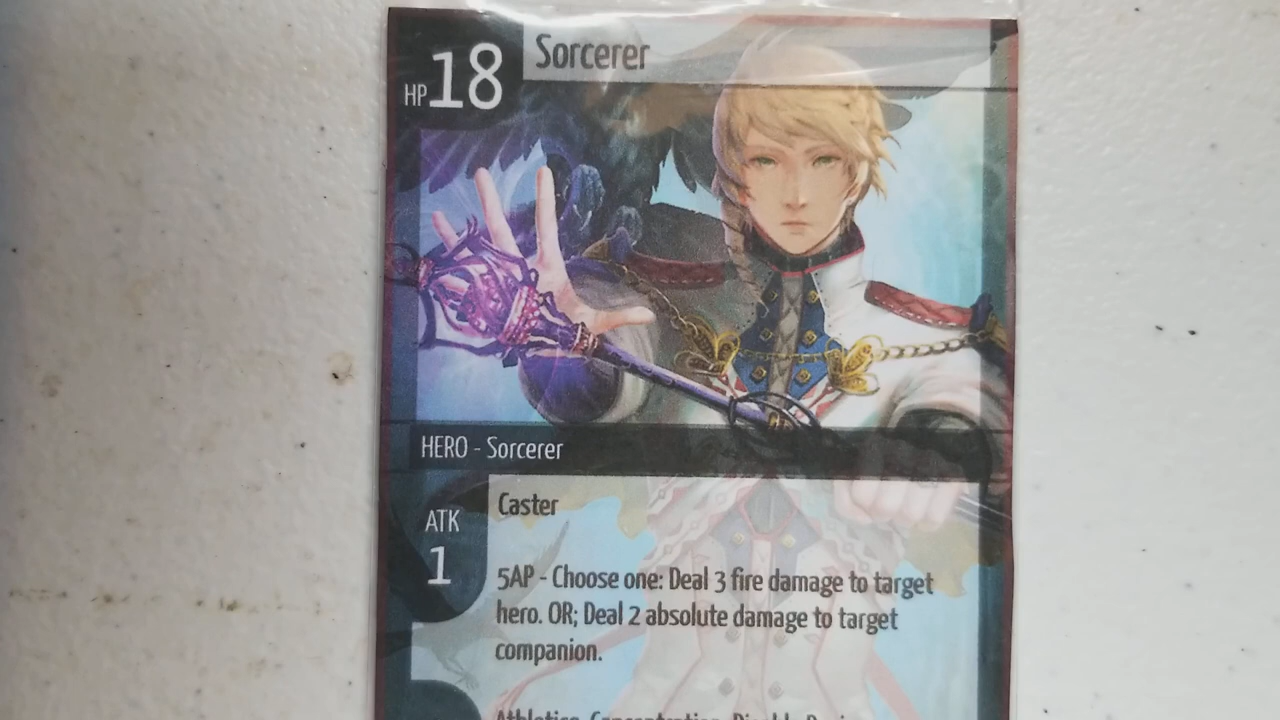 HP 18 Sorcerer
HERO - Sorcerer
ATK
1
Caster
5AP - Choose one: Deal 3 fire damage to target
hero. OR; Deal 2 absolute damage to target
companion.